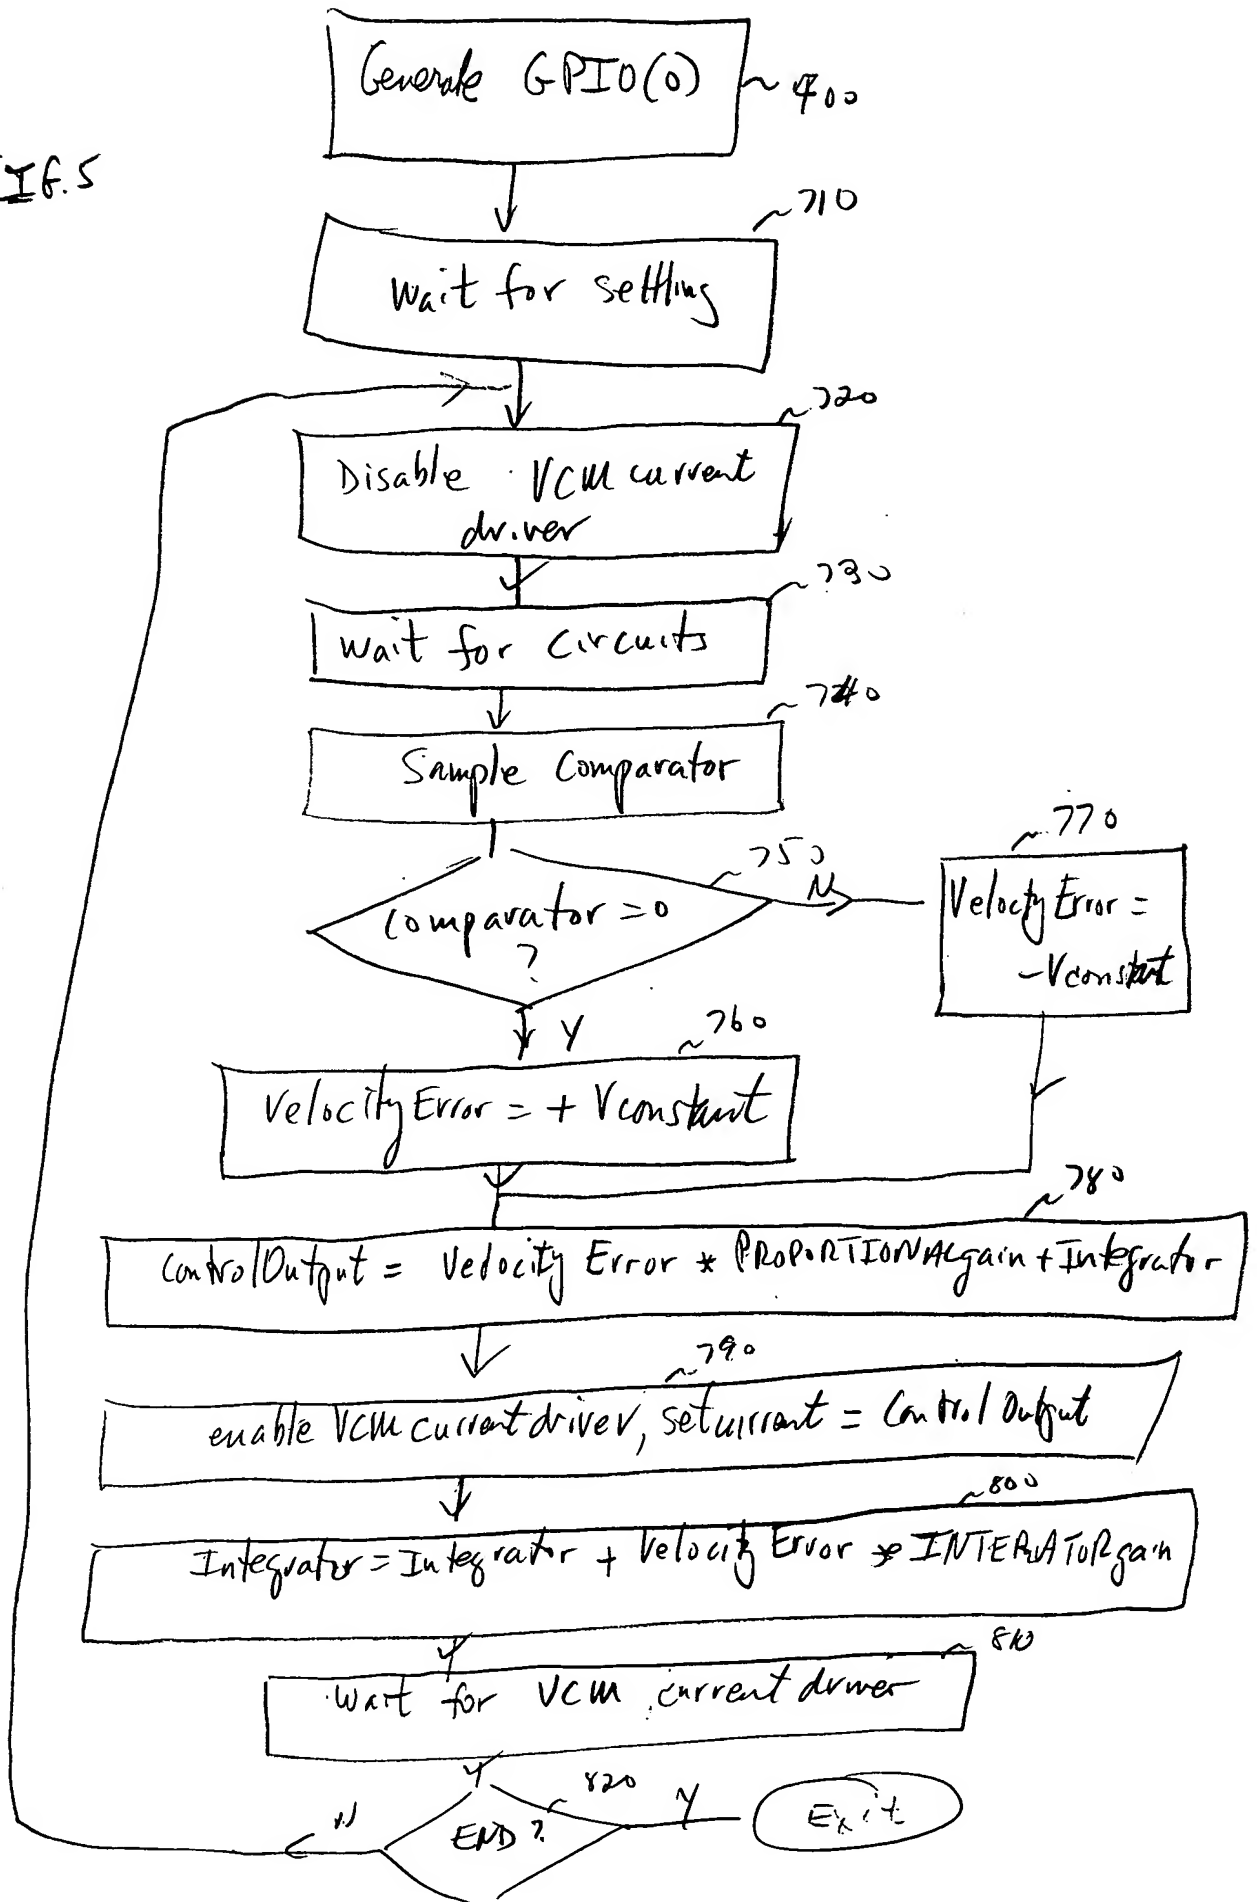 Generate GPIO(0)
~ 400
IG.5
~710
Wait for settling
~720
Disable VCM current
driver
~730
Wait for Circuits
~740
Sample Comparator
~770
~750
N
Velocity Error =
-Vconstant
Comparator = 0
?
Y
~760
Velocity Error = + Vconstant
~780
ControlOutput = Velocity Error * PROPORTIONALgain + Integrator
~790
enable VCM current driver, set current = Control Output
~800
Integrator = Integrator + Velocity Error * INTERATORgain
~810
Wait for VCM current driver
~820
N
END?
Y
Exit